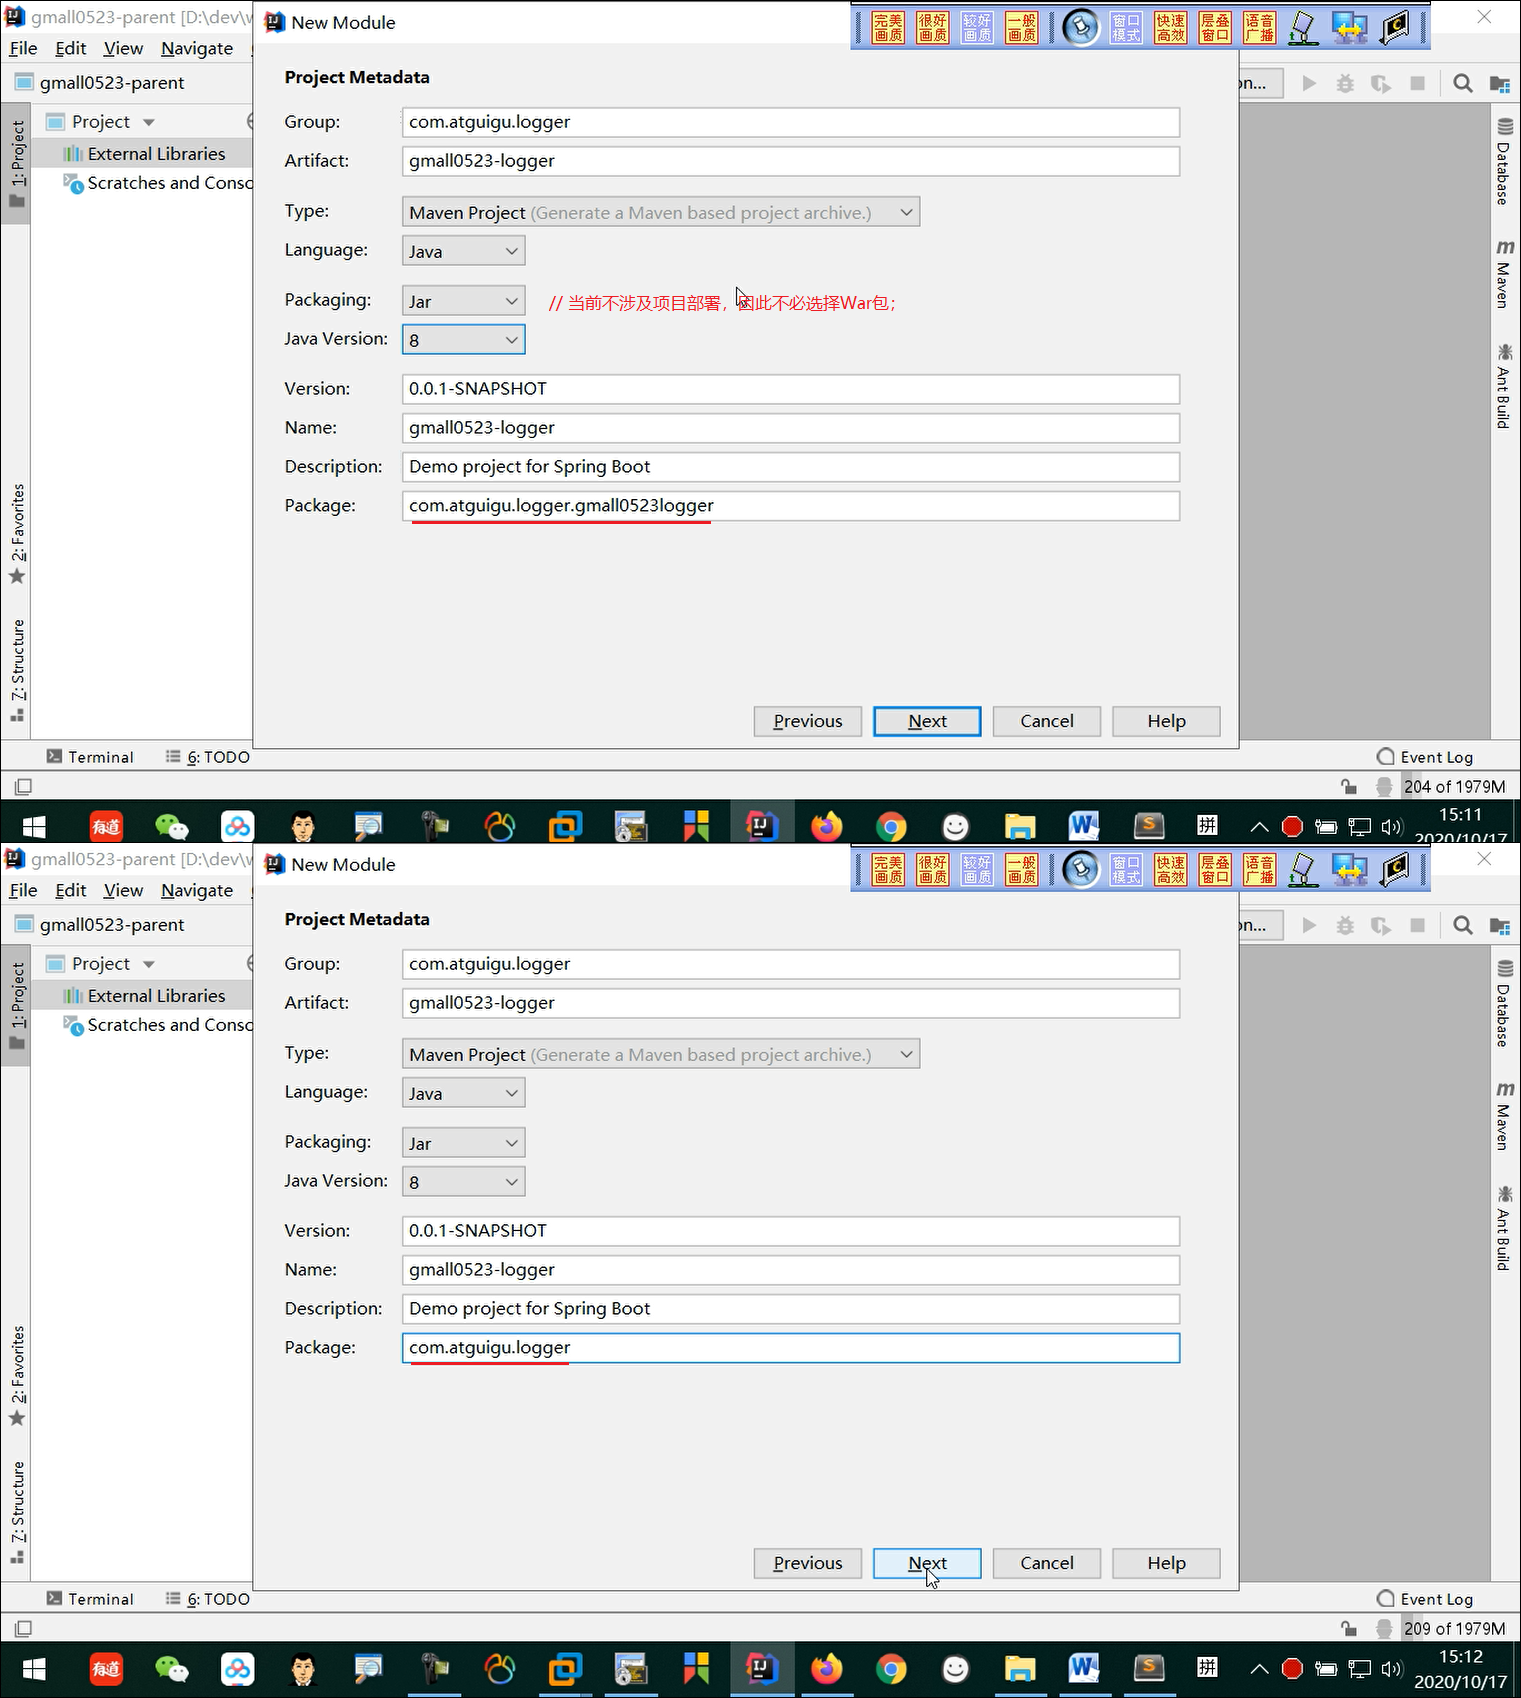 gmall0523-parent [D:\dev\w
New Module
完美画质
很好画质
较好画质
一般画质
窗口模式
快速高效
层叠窗口
语音广播
File Edit View Navigate
gmall0523-parent
on...
Project Metadata
Project
External Libraries
Scratches and Conso
1: Project
2: Favorites
Z: Structure
Database
Maven
Ant Build
Group: com.atguigu.logger
Artifact: gmall0523-logger
Type: Maven Project (Generate a Maven based project archive.)
Language: Java
Packaging: Jar // 当前不涉及项目部署，因此不必选择War包；
Java Version: 8
Version: 0.0.1-SNAPSHOT
Name: gmall0523-logger
Description: Demo project for Spring Boot
Package: com.atguigu.logger.gmall0523logger
Previous Next Cancel Help
Terminal 6: TODO Event Log
204 of 1979M
有道
拼
15:11
2020/10/17
gmall0523-parent [D:\dev\w
New Module
完美画质
很好画质
较好画质
一般画质
窗口模式
快速高效
层叠窗口
语音广播
File Edit View Navigate
gmall0523-parent
on...
Project Metadata
Project
External Libraries
Scratches and Conso
1: Project
2: Favorites
Z: Structure
Database
Maven
Ant Build
Group: com.atguigu.logger
Artifact: gmall0523-logger
Type: Maven Project (Generate a Maven based project archive.)
Language: Java
Packaging: Jar
Java Version: 8
Version: 0.0.1-SNAPSHOT
Name: gmall0523-logger
Description: Demo project for Spring Boot
Package: com.atguigu.logger
Previous Next Cancel Help
Terminal 6: TODO Event Log
209 of 1979M
有道
拼
15:12
2020/10/17